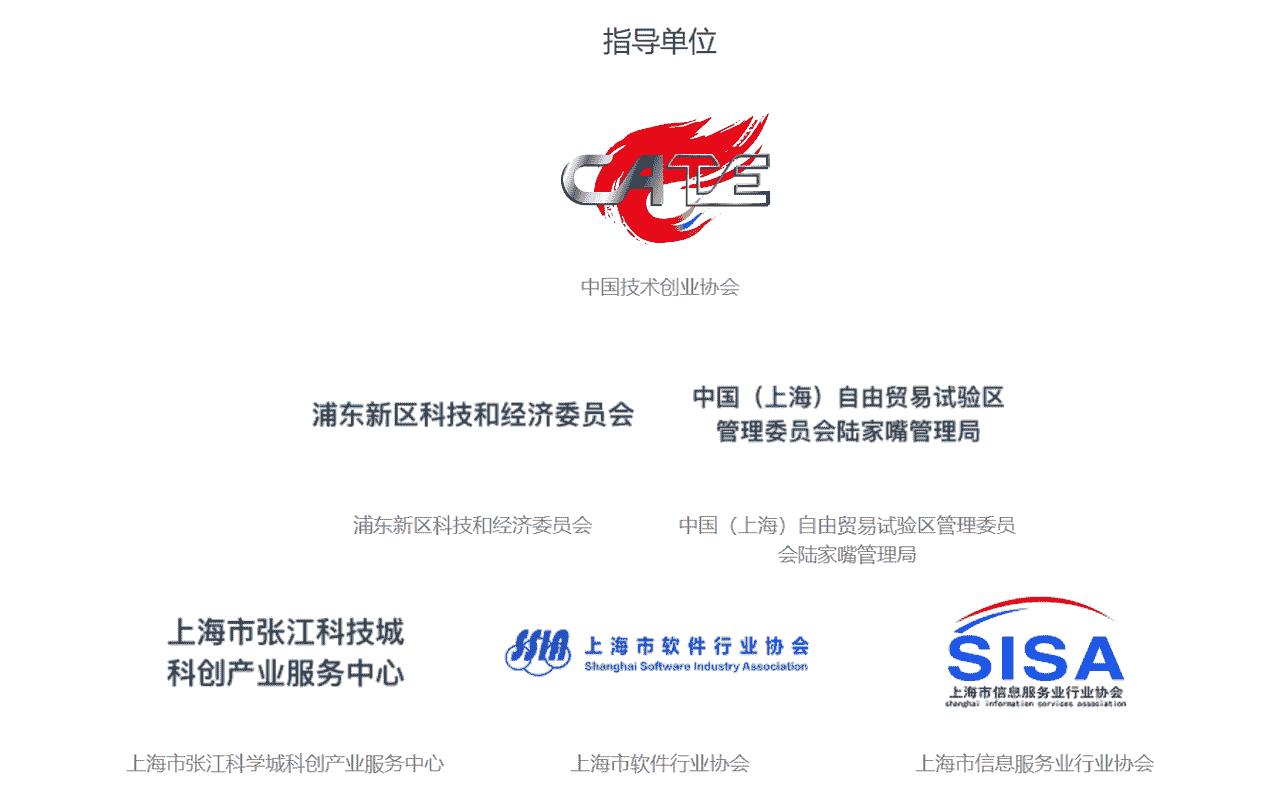 指导单位
CATE
中国技术创业协会
浦东新区科技和经济委员会
中国（上海）自由贸易试验区
管理委员会陆家嘴管理局
浦东新区科技和经济委员会
中国（上海）自由贸易试验区管理委员
会陆家嘴管理局
上海市张江科技城
科创产业服务中心
SSIA
上海市软件行业协会
Shanghai Software Industry Association
SISA
上海市信息服务业行业协会
shanghai information services association
上海市张江科学城科创产业服务中心
上海市软件行业协会
上海市信息服务业行业协会